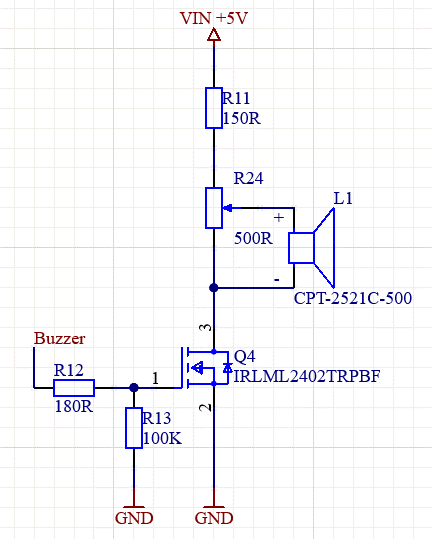 VIN +5V
R11
150R
R24
L1
+
500R
-
CPT-2521C-500
3
Buzzer
Q4
R12
1
IRLML2402TRPBF
180R
2
R13
100K
GND
GND